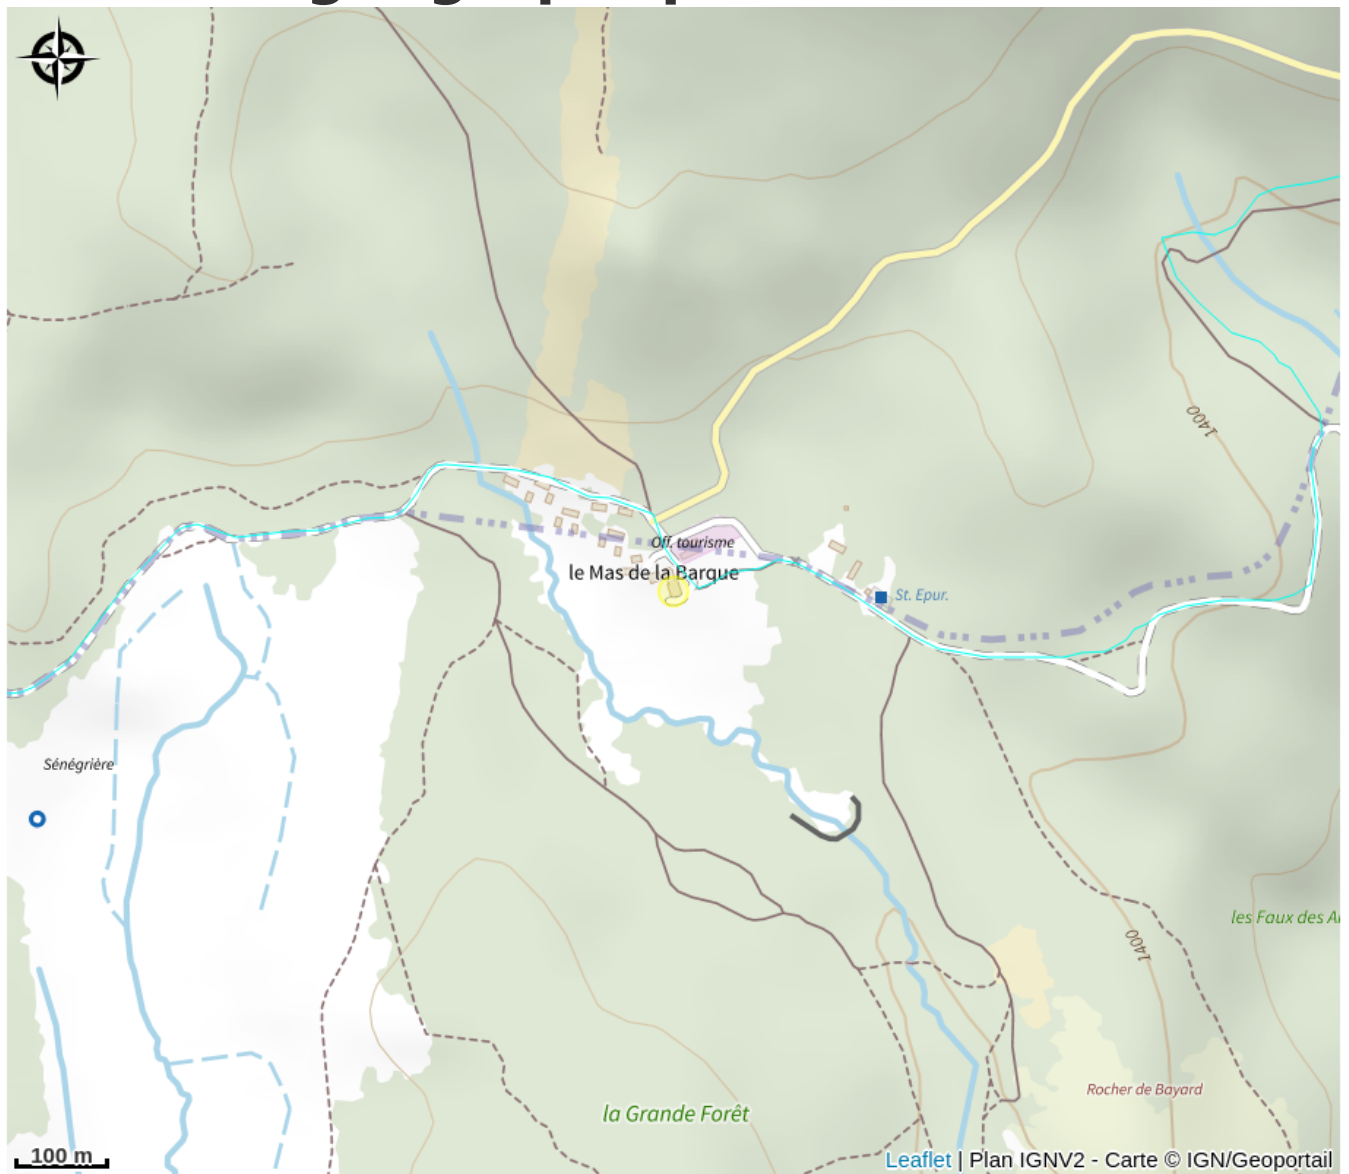 1400
Off. tourisme
le Mas de la Barque
St. Epur.
Sénégrière
les Faux des A
1400
Rocher de Bayard
la Grande Forêt
100 m
Leaflet | Plan IGNV2 - Carte © IGN/Geoportail